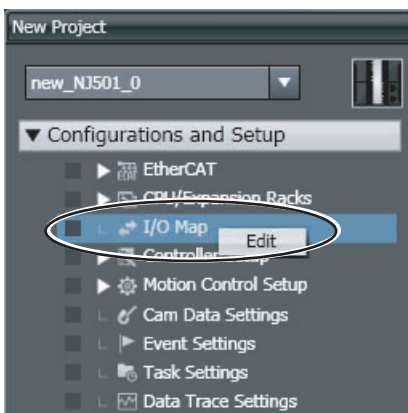 New Project
new_NJ501_0
Configurations and Setup
EtherCAT
CPU/Expansion Racks
I/O Map
Edit
Controller
Motion Control Setup
Cam Data Settings
Event Settings
Task Settings
Data Trace Settings